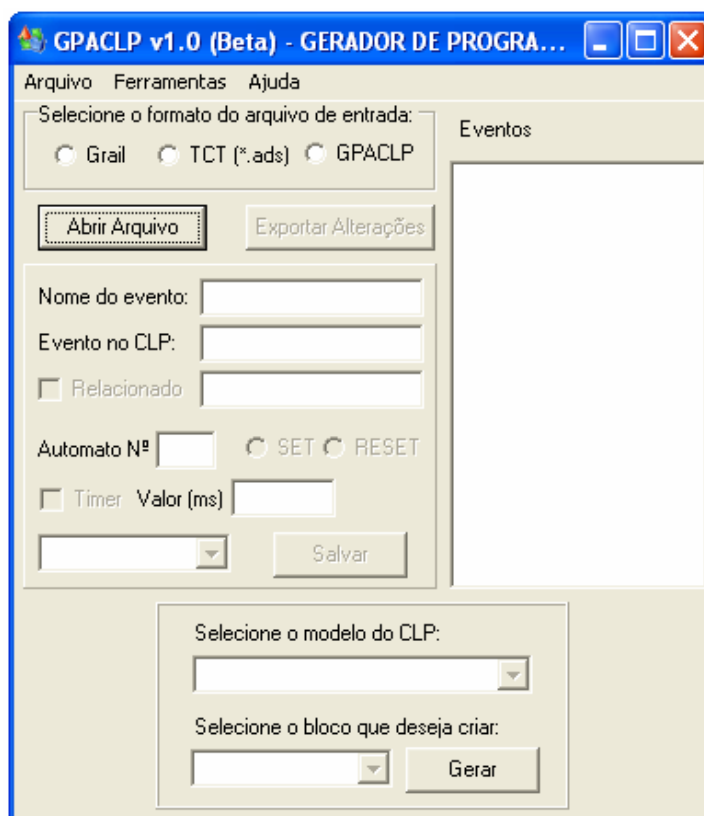 GPACLP v1.0 (Beta) - GERADOR DE PROGRA...
Arquivo Ferramentas Ajuda
Selecione o formato do arquivo de entrada:
Grail TCT (*.ads) GPACLP
Eventos
Abrir Arquivo Exportar Alterações
Nome do evento:
Evento no CLP:
Relacionado
Automato Nº SET RESET
Timer Valor (ms)
Salvar
Selecione o modelo do CLP:
Selecione o bloco que deseja criar:
Gerar